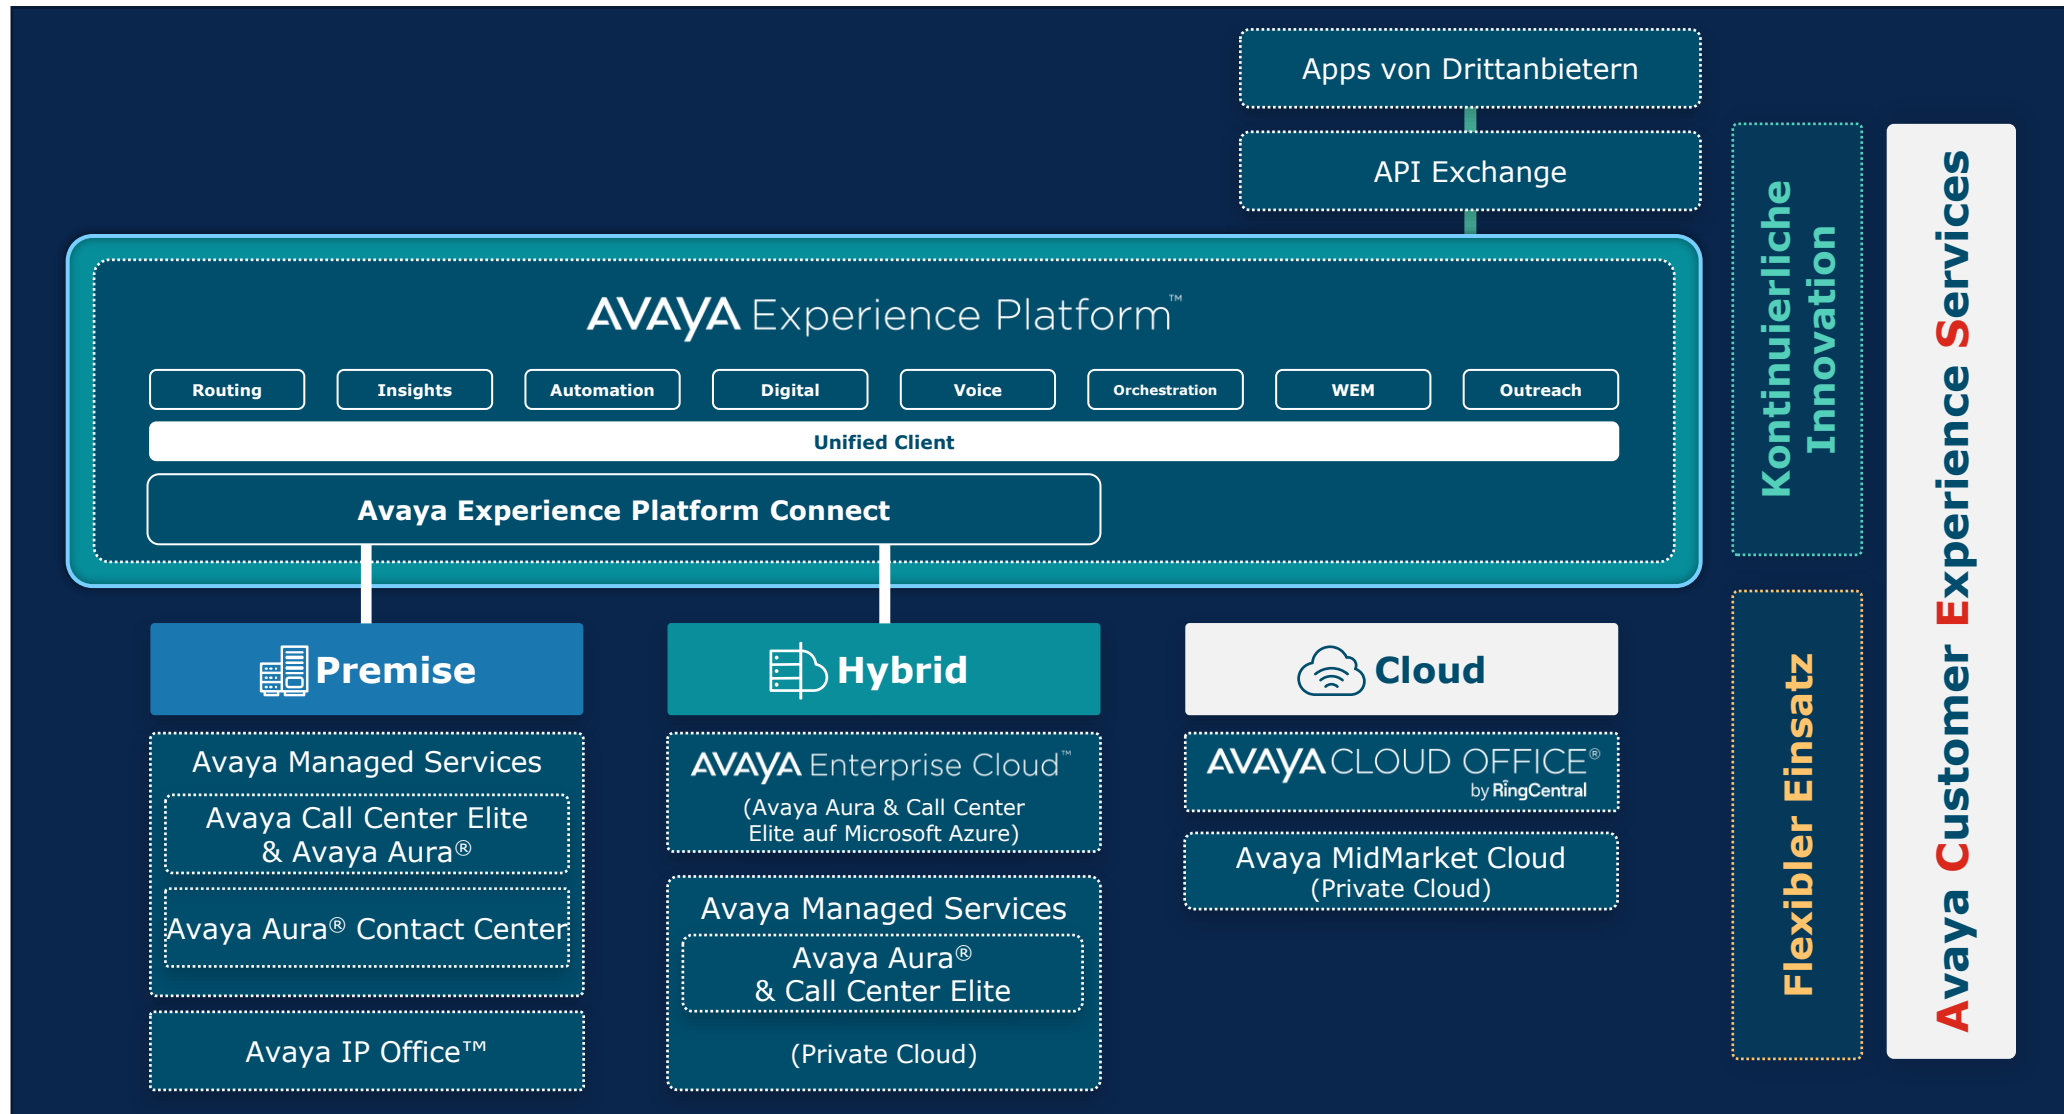 Apps von Drittanbietern
API Exchange
AVAYA Experience Platform™
Routing
Insights
Automation
Digital
Voice
Orchestration
WEM
Outreach
Unified Client
Avaya Experience Platform Connect
Premise
Avaya Managed Services
Avaya Call Center Elite
& Avaya Aura®
Avaya Aura® Contact Center
Avaya IP Office™
Hybrid
AVAYA Enterprise Cloud™
(Avaya Aura & Call Center
Elite auf Microsoft Azure)
Avaya Managed Services
Avaya Aura®
& Call Center Elite
(Private Cloud)
Cloud
AVAYA CLOUD OFFICE®
by RingCentral
Avaya MidMarket Cloud
(Private Cloud)
Kontinuierliche
Innovation
Flexibler Einsatz
Avaya Customer Experience Services